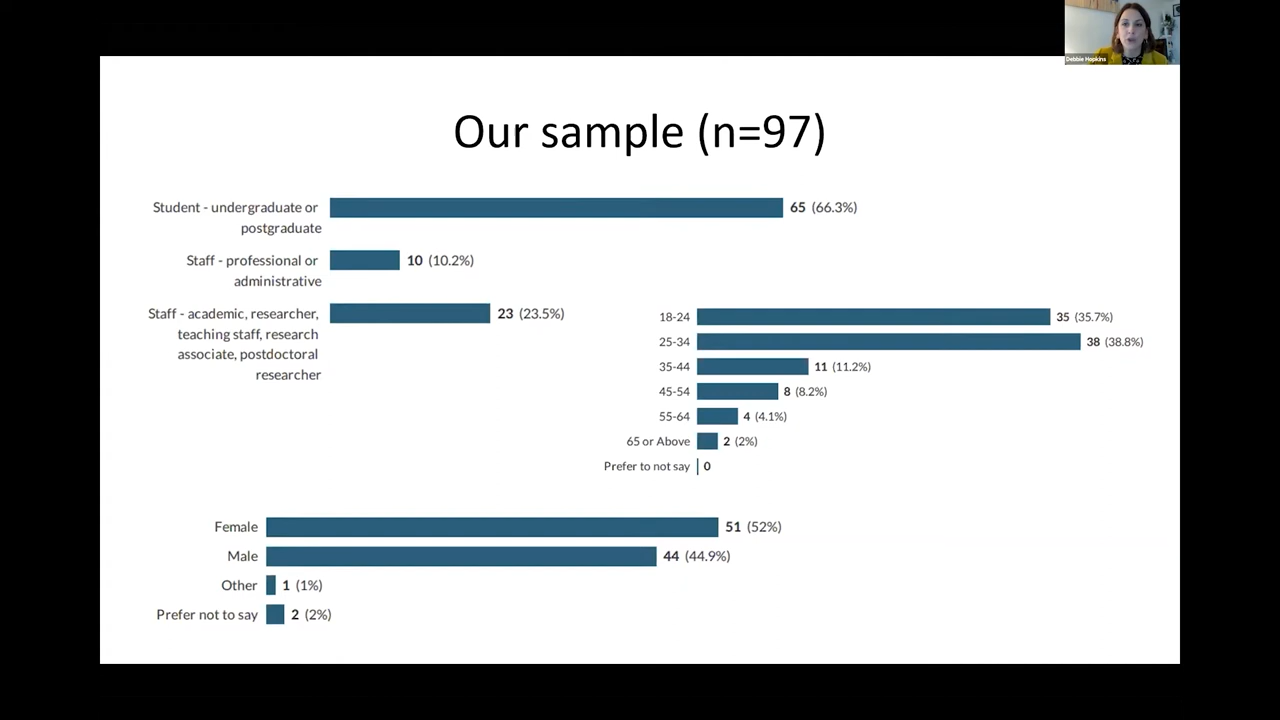 Debbie Hopkins
Our sample (n=97)
Student - undergraduate or
postgraduate
65 (66.3%)
Staff - professional or
administrative
10 (10.2%)
Staff - academic, researcher,
teaching staff, research
associate, postdoctoral
researcher
23 (23.5%)
18-24 35 (35.7%)
25-34 38 (38.8%)
35-44 11 (11.2%)
45-54 8 (8.2%)
55-64 4 (4.1%)
65 or Above 2 (2%)
Prefer to not say 0
Female 51 (52%)
Male 44 (44.9%)
Other 1 (1%)
Prefer not to say 2 (2%)